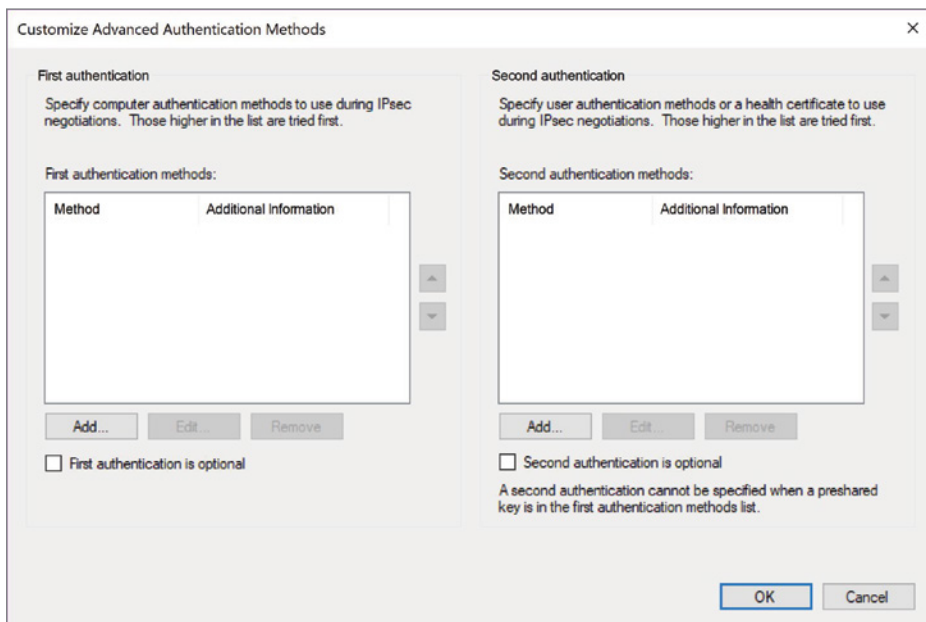 Customize Advanced Authentication Methods
First authentication
Specify computer authentication methods to use during IPsec
negotiations. Those higher in the list are tried first.
First authentication methods:
Method Additional Information
Add... Edit... Remove
First authentication is optional
Second authentication
Specify user authentication methods or a health certificate to use
during IPsec negotiations. Those higher in the list are tried first.
Second authentication methods:
Method Additional Information
Add... Edit... Remove
Second authentication is optional
A second authentication cannot be specified when a preshared
key is in the first authentication methods list.
OK Cancel